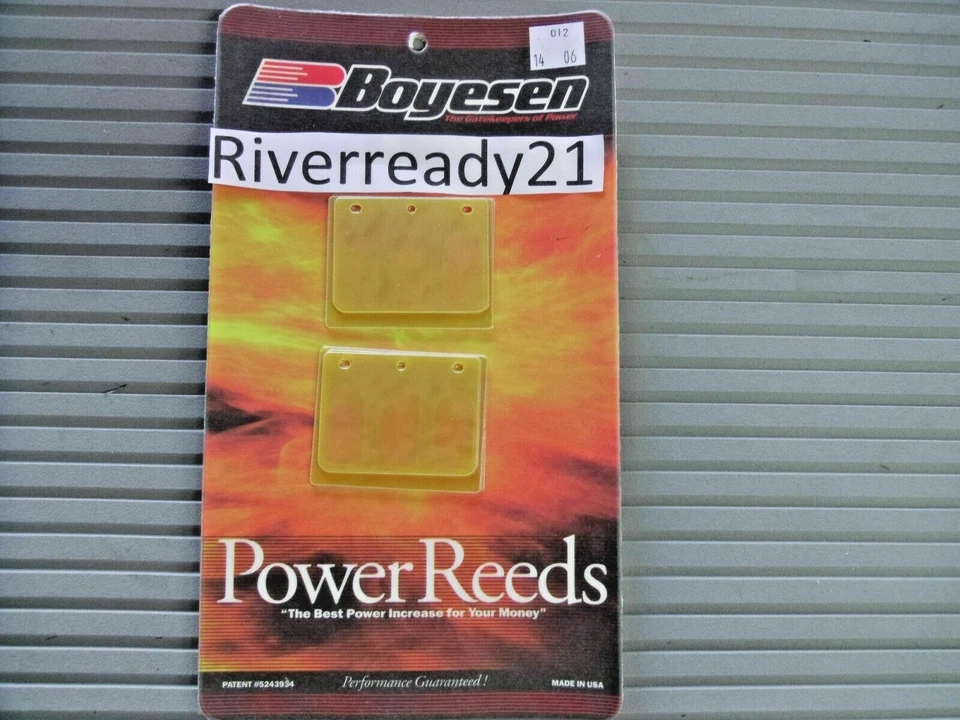 012
14 06
Boyesen
The Gatekeepers of Power
Riverready21
Power Reeds
“The Best Power Increase for Your Money”
PATENT #5243934
Performance Guaranteed!
MADE IN USA